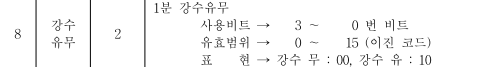 1분 강수유무
사용비트 → 3 ~ 0 번 비트
8 강수 유무 2 유효범위 → 0 ~ 15 (이진 코드)
표 현 → 강수 무 : 00, 강수 유 : 10